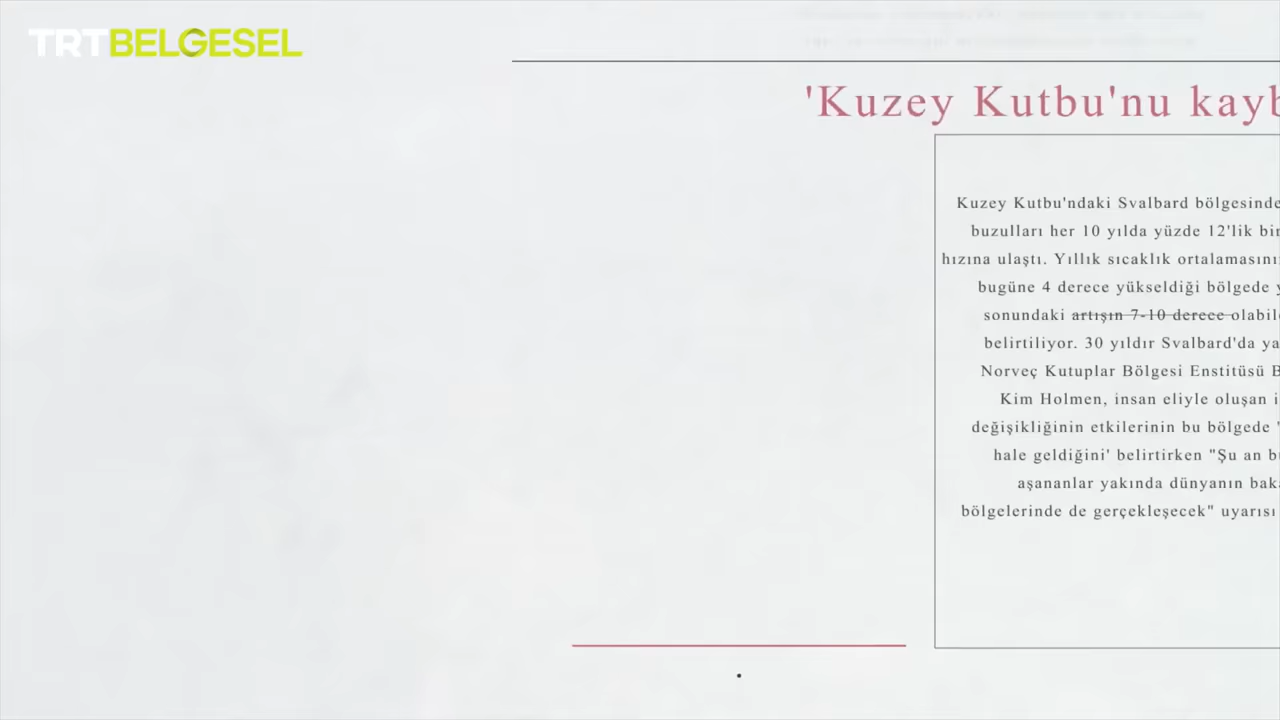 TRTBELGESEL
'Kuzey Kutbu'nu kayb
Kuzey Kutbu'ndaki Svalbard bölgesinde
buzulları her 10 yılda yüzde 12'lik bir
hızına ulaştı. Yıllık sıcaklık ortalamasını
bugüne 4 derece yükseldiği bölgede y
sonundaki artışın 7-10 derece olabile
belirtiliyor. 30 yıldır Svalbard'da ya
Norveç Kutuplar Bölgesi Enstitüsü B
Kim Holmen, insan eliyle oluşan i
değişikliğinin etkilerinin bu bölgede '
hale geldiğini' belirtirken "Şu an bu
aşananlar yakında dünyanın baka
bölgelerinde de gerçekleşecek" uyarısı